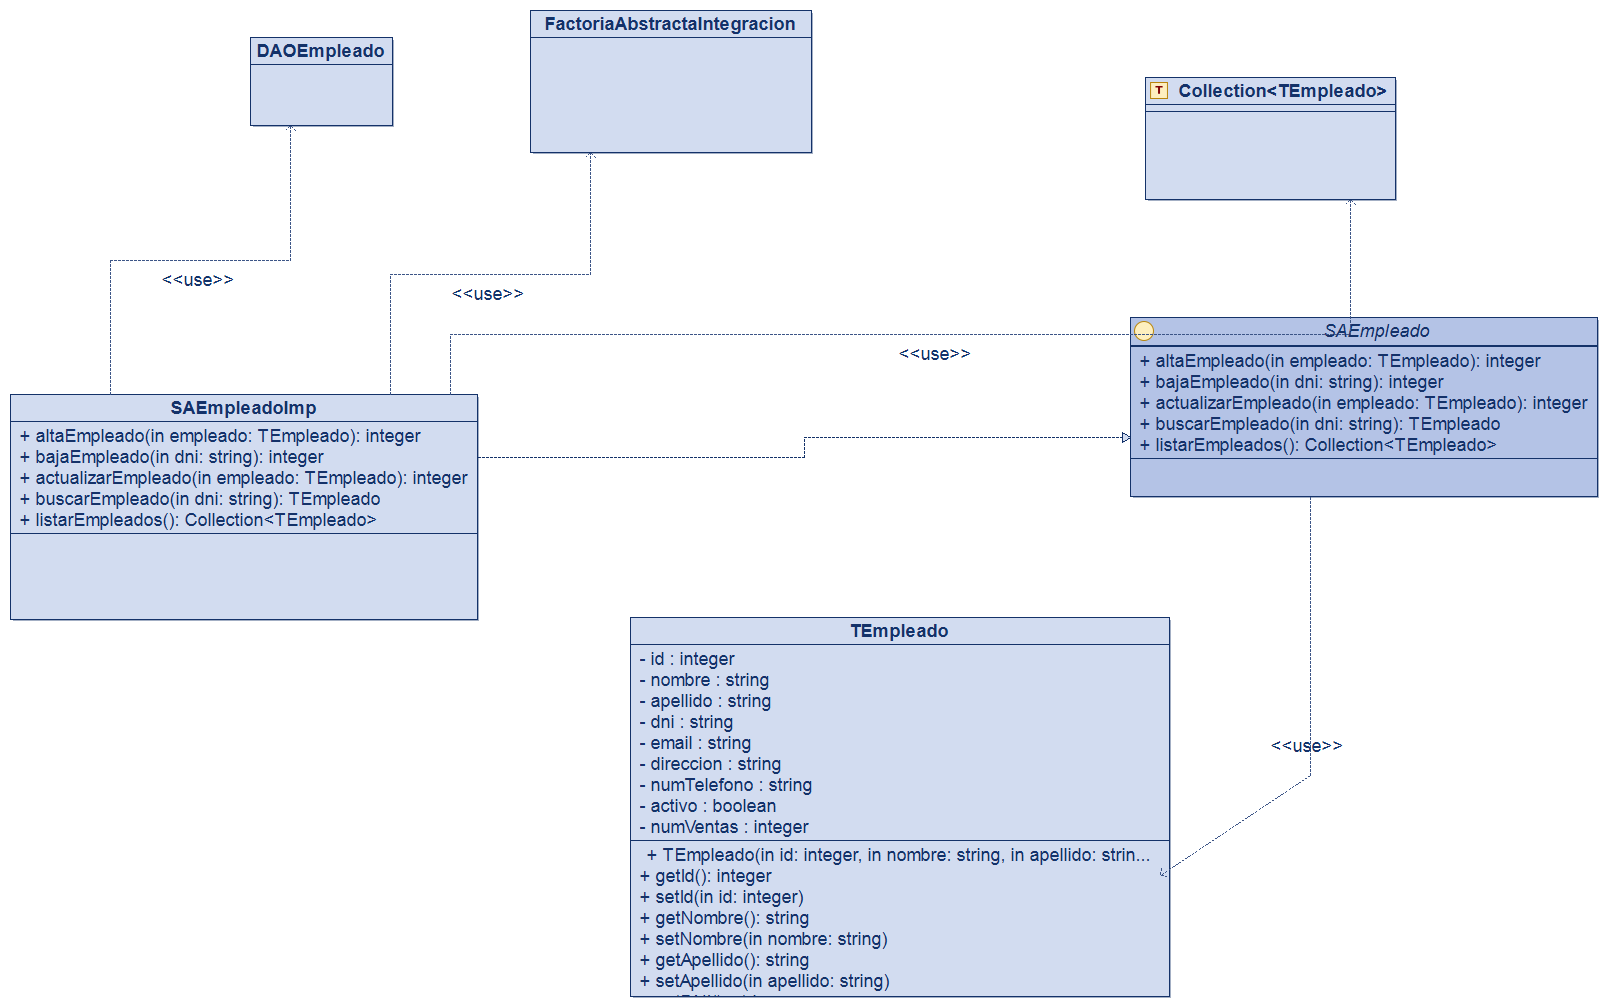 FactoriaAbstractaIntegracion
DAOEmpleado
T Collection<TEmpleado>
<<use>>
<<use>>
<<use>>
SAEmpleado
+ altaEmpleado(in empleado: TEmpleado): integer
+ bajaEmpleado(in dni: string): integer
+ actualizarEmpleado(in empleado: TEmpleado): integer
+ buscarEmpleado(in dni: string): TEmpleado
+ listarEmpleados(): Collection<TEmpleado>
SAEmpleadoImp
+ altaEmpleado(in empleado: TEmpleado): integer
+ bajaEmpleado(in dni: string): integer
+ actualizarEmpleado(in empleado: TEmpleado): integer
+ buscarEmpleado(in dni: string): TEmpleado
+ listarEmpleados(): Collection<TEmpleado>
TEmpleado
- id : integer
- nombre : string
- apellido : string
- dni : string
- email : string
- direccion : string
- numTelefono : string
- activo : boolean
- numVentas : integer
+ TEmpleado(in id: integer, in nombre: string, in apellido: strin...
+ getId(): integer
+ setId(in id: integer)
+ getNombre(): string
+ setNombre(in nombre: string)
+ getApellido(): string
+ setApellido(in apellido: string)
<<use>>